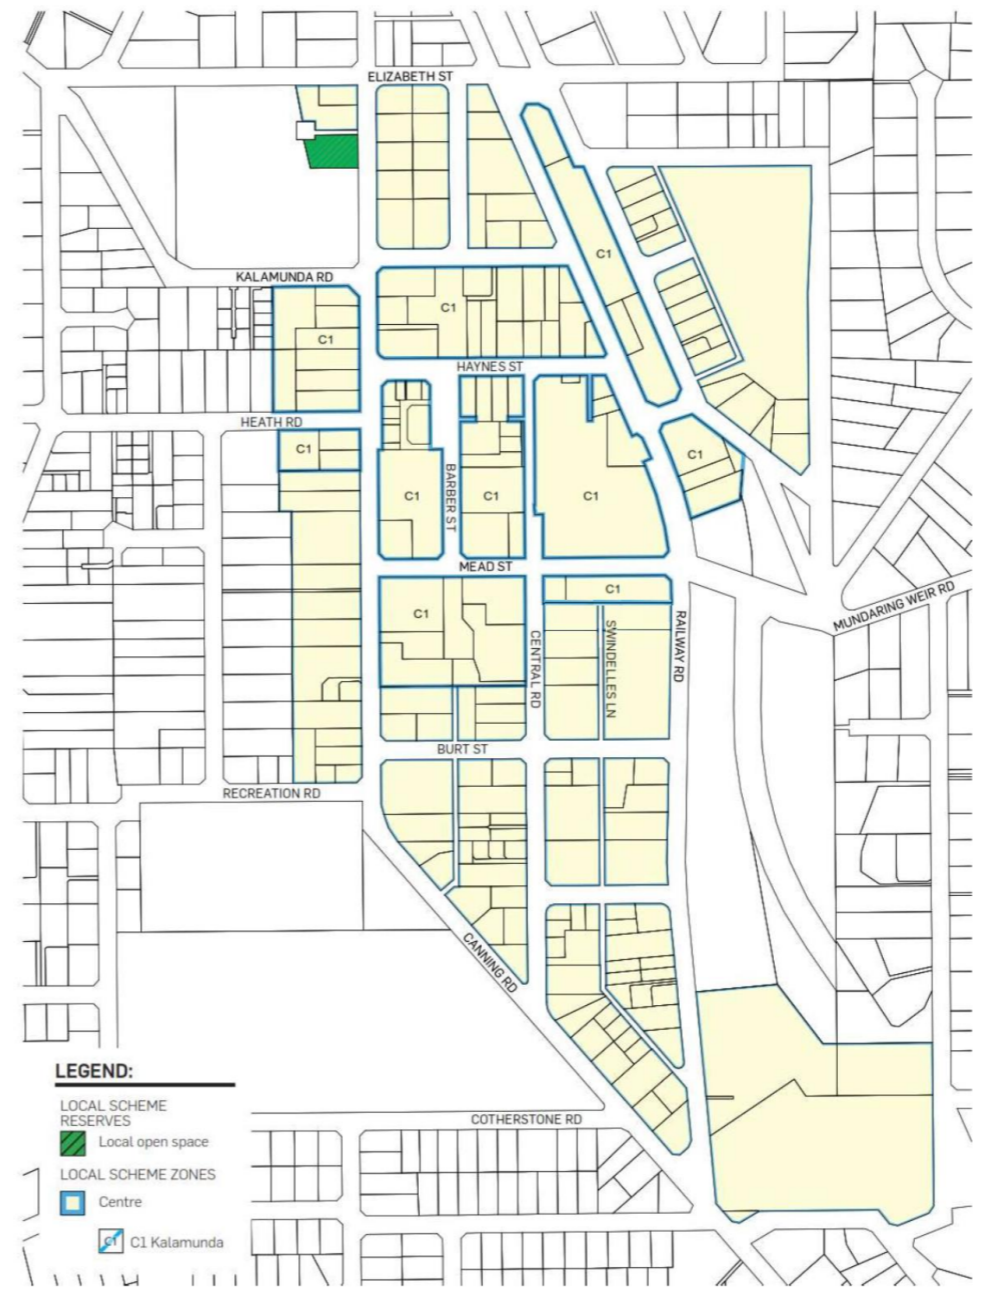 ELIZABETH ST
C1
KALAMUNDA RD
C1
C1
HAYNES ST
HEATH RD
C1
C1
BARBER ST
C1
C1
C1
MEAD ST
C1
C1
MUNDARING WEIR RD
CENTRAL RD
SWINDELLES LN
RAILWAY RD
BURT ST
RECREATION RD
CANNING RD
COTHERSTONE RD
LEGEND:
LOCAL SCHEME
RESERVES
Local open space
LOCAL SCHEME ZONES
Centre
C1
C1 Kalamunda